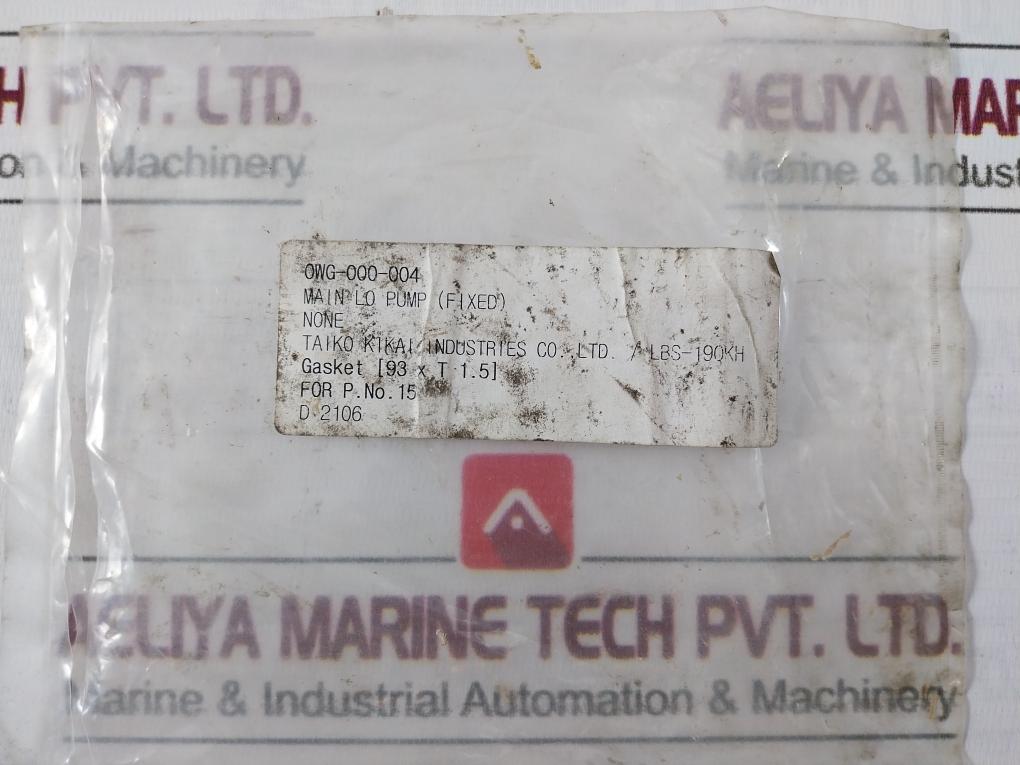 H PVT. LTD.
on & Machinery
AELIYA MAR
Marine & Indust
OWG-000-004
MAIN LO PUMP (FIXED)
NONE
TAIKO KIKAI INDUSTRIES CO.,LTD. / LBS-190KH
Gasket [93 x T 1.5]
FOR P.No.15
D.2106
AELIYA MARINE TECH PVT. LTD.
Marine & Industrial Automation & Machinery